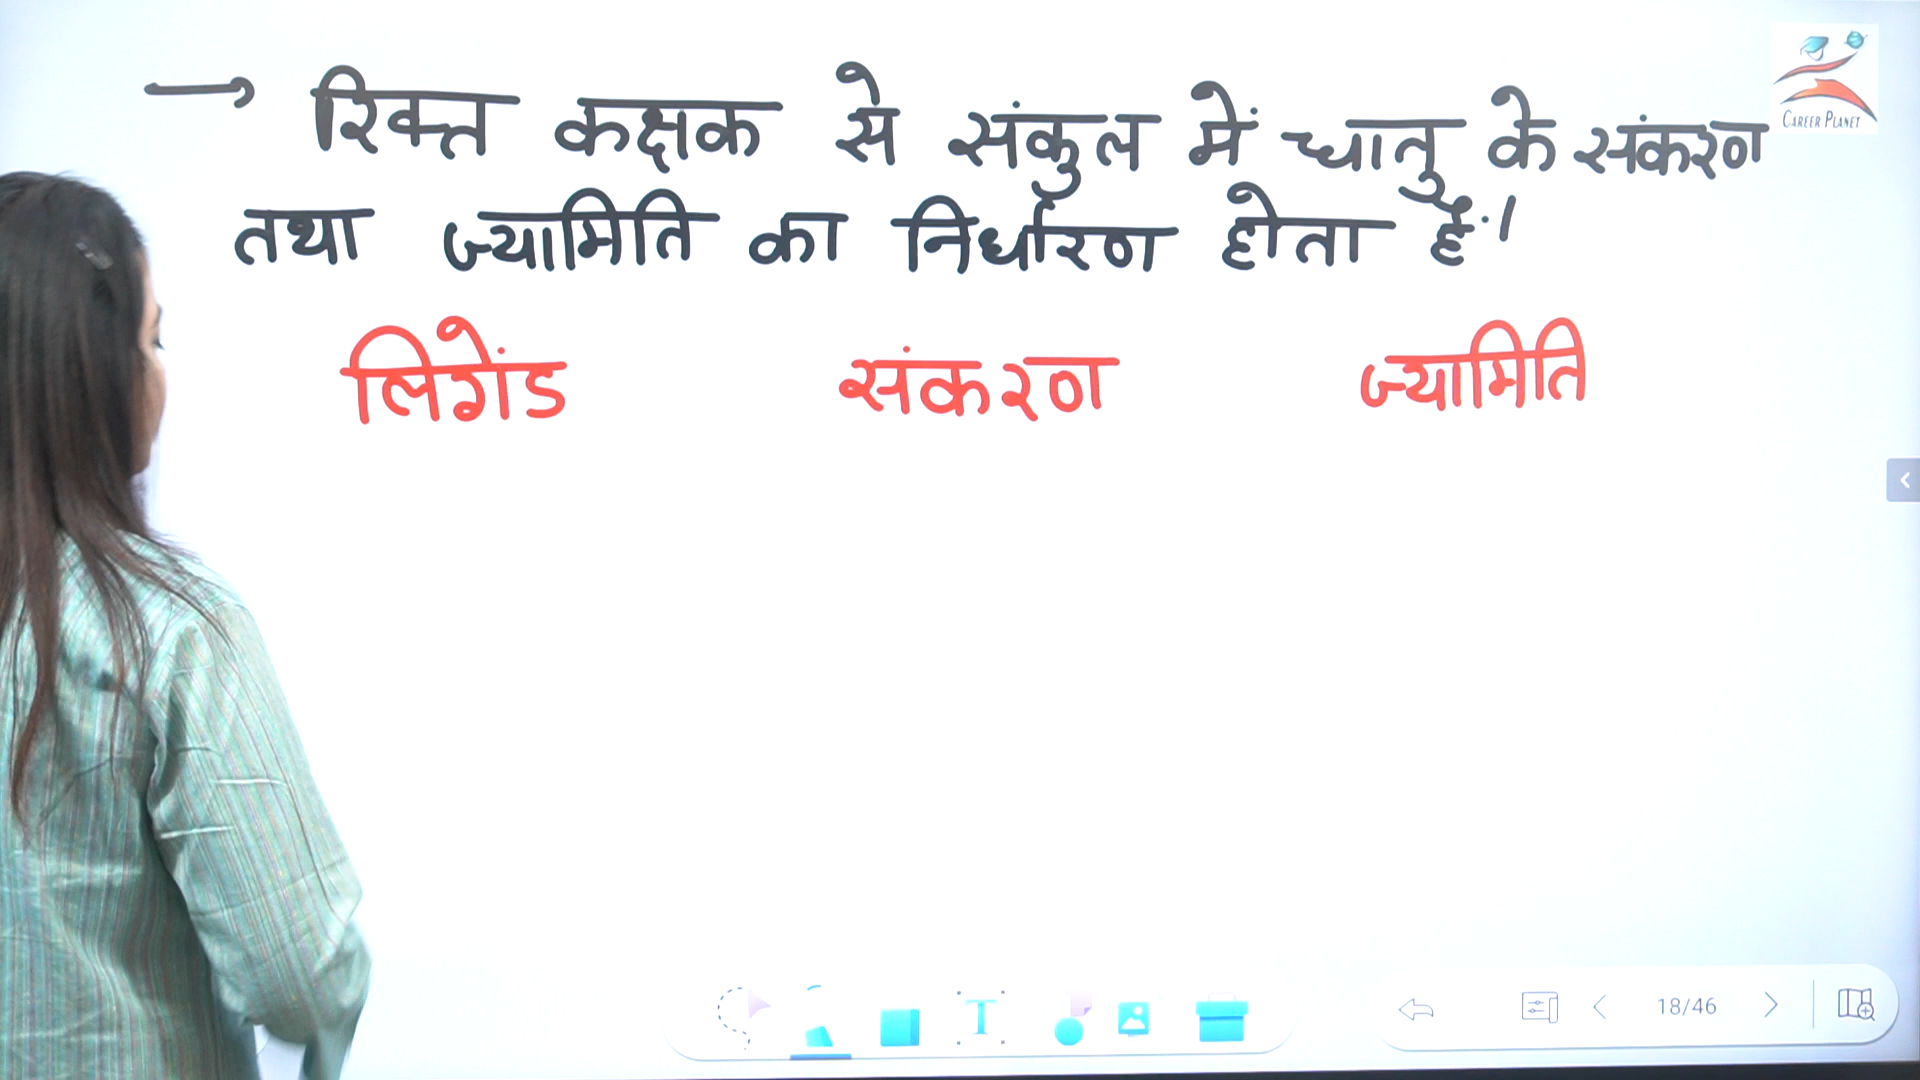 → रिक्त कक्षक से संकुल में धातु के संकरण
तथा ज्यामिति का निर्धारण होता है।
लिगेंड संकरण ज्यामिति
CAREER PLANET
18/46